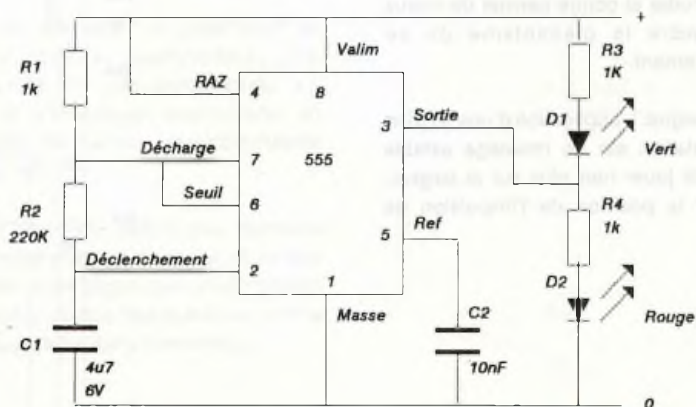 +
R1
1k
R2
220K
C1
4u7
6V
Valim
RAZ
4
8
Décharge
7
555
Seuil
6
Déclenchement
2
1
Masse
3
Sortie
5
Ref
C2
10nF
R3
1K
D1
Vert
R4
1k
D2
Rouge
0